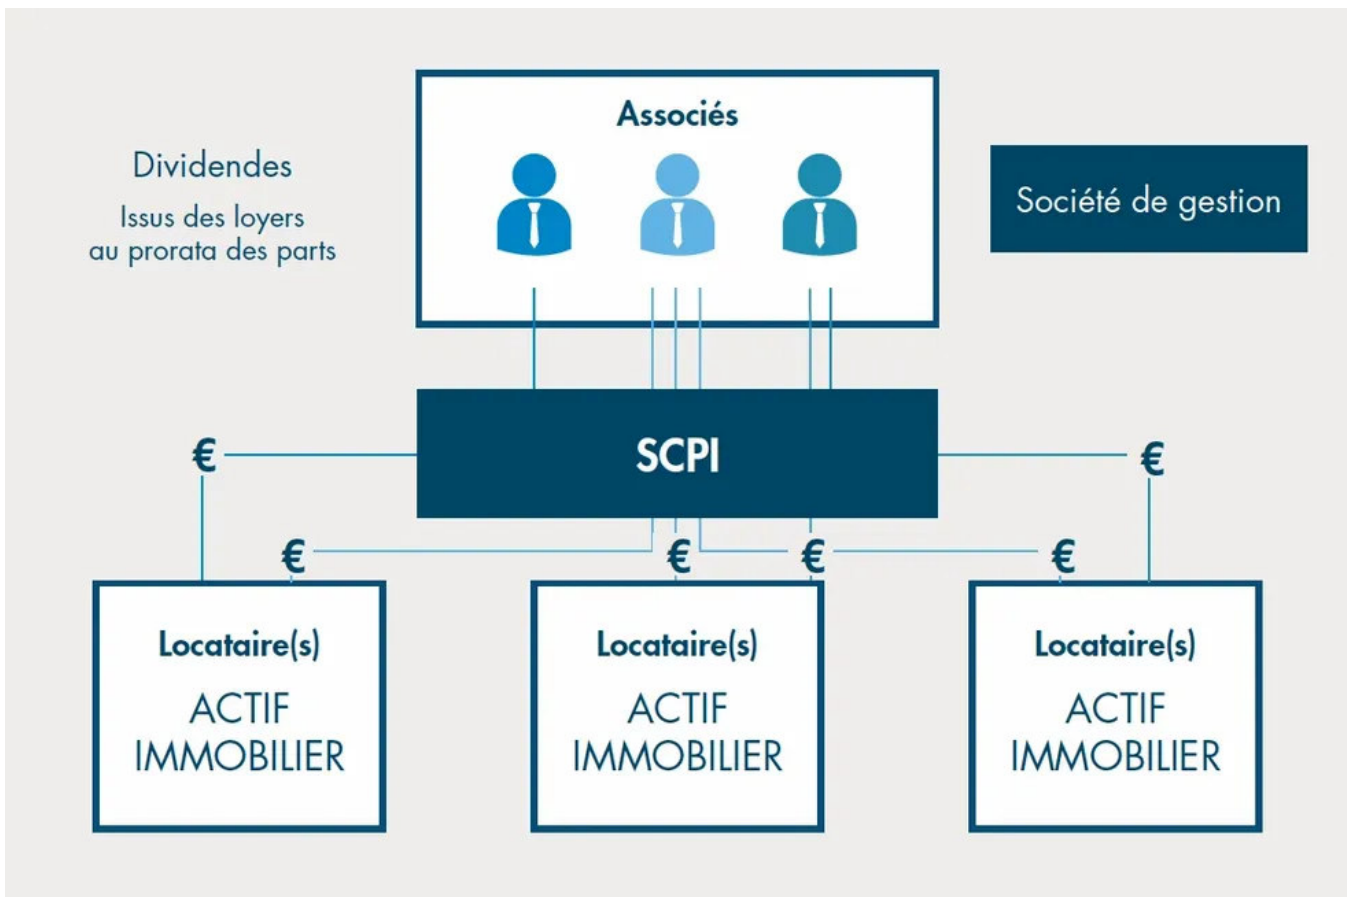 Associés
Dividendes
Issus des loyers
au prorata des parts
Société de gestion
SCPI
€
€
€
€
€
€
Locataire(s)
ACTIF
IMMOBILIER
Locataire(s)
ACTIF
IMMOBILIER
Locataire(s)
ACTIF
IMMOBILIER